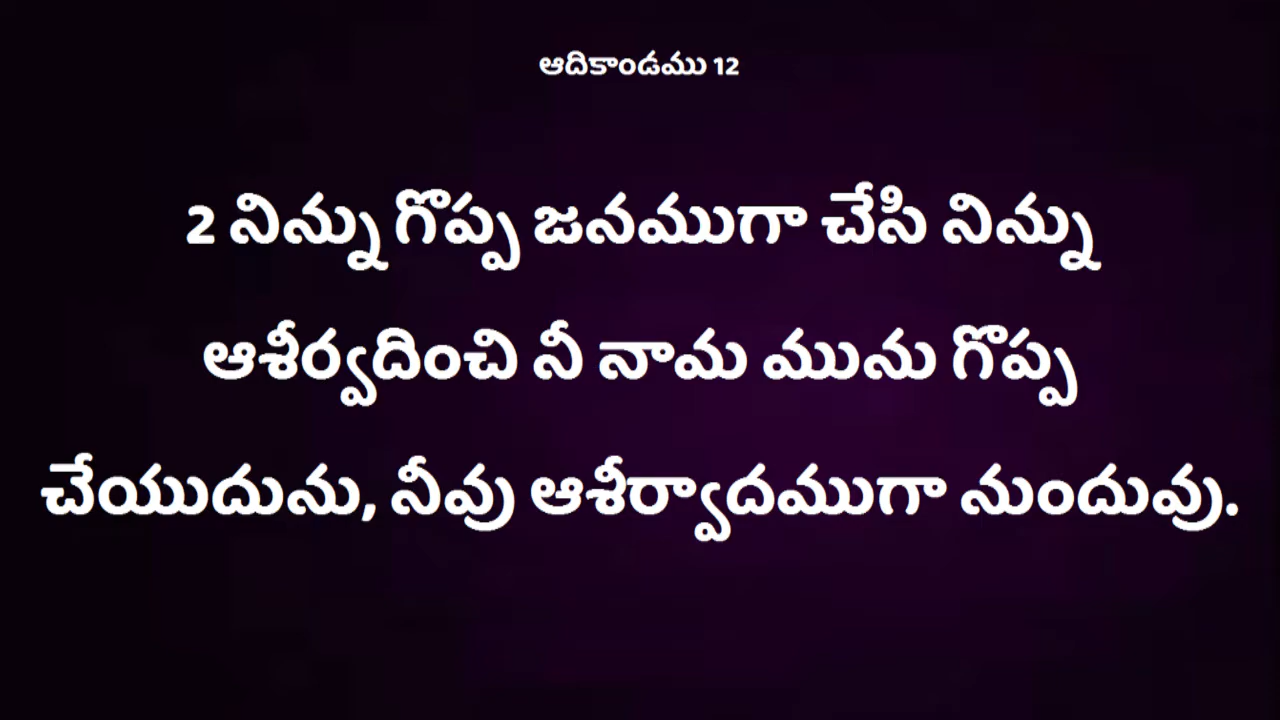 ఆదికాండము 12
2 నిన్ను గొప్ప జనముగా చేసి నిన్ను
ఆశీర్వదించి నీ నామ మును గొప్ప
చేయుదును, నీవు ఆశీర్వాదముగా నుందువు.